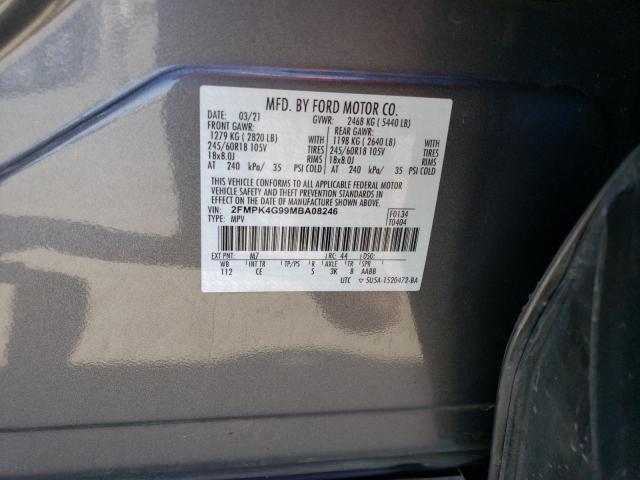 MFD. BY FORD MOTOR CO.
DATE: 03/21 GVWR: 2468 KG ( 5440 LB)
FRONT GAWR: REAR GAWR:
1279 KG ( 2820 LB) WITH 1198 KG ( 2640 LB) WITH
245/60R18 105V TIRES 245/60R18 105V TIRES
18x8.0J RIMS 18x8.0J RIMS
AT 240 kPa/ 35 PSI COLD AT 240 kPa/ 35 PSI COLD
THIS VEHICLE CONFORMS TO ALL APPLICABLE FEDERAL MOTOR
VEHICLE SAFETY AND THEFT PREVENTION STANDARDS IN
EFFECT ON THE DATE OF MANUFACTURE SHOWN ABOVE.
VIN: 2FMPK4G99MBA08246 F0134
TYPE: MPV T0404
EXT PNT: M7 RC: 44 DSO:
WB INT TR TP/PS R AXLE TR SPR
112 CE S 3K 8 AABB
UTC ▽ 5U5A-1520472-BA